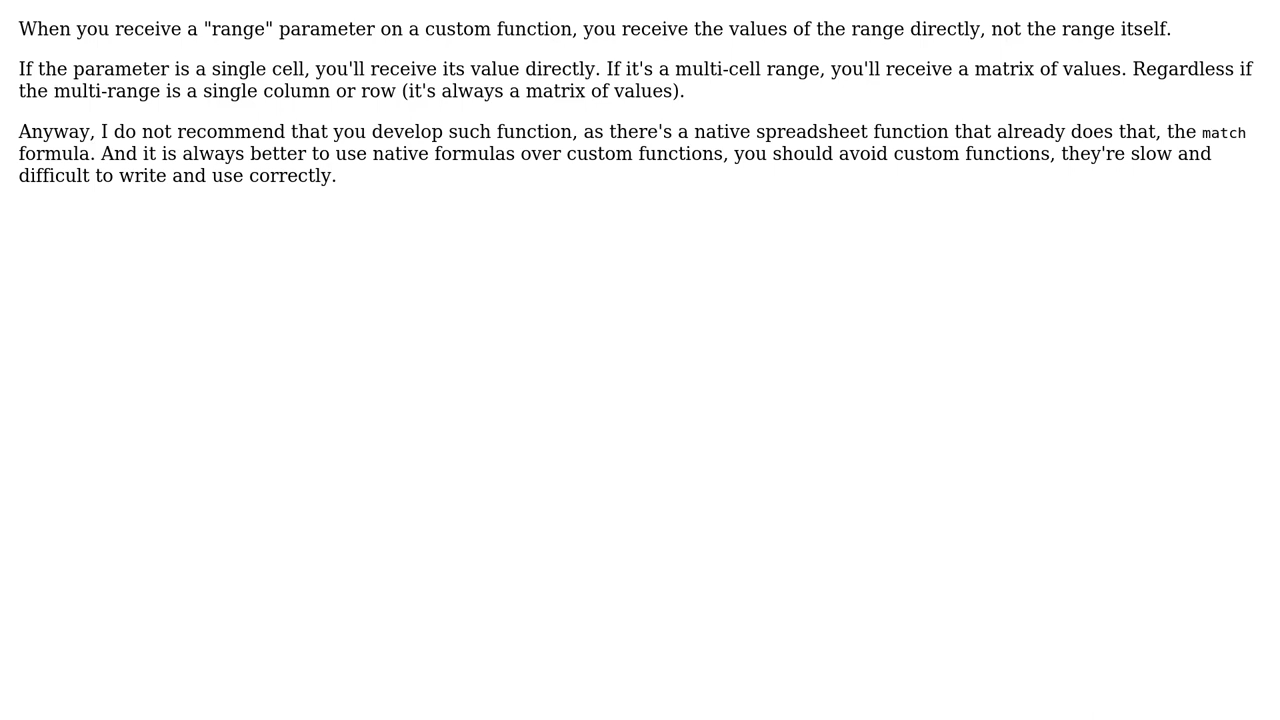 When you receive a "range" parameter on a custom function, you receive the values of the range directly, not the range itself.
If the parameter is a single cell, you'll receive its value directly. If it's a multi-cell range, you'll receive a matrix of values. Regardless if
the multi-range is a single column or row (it's always a matrix of values).
Anyway, I do not recommend that you develop such function, as there's a native spreadsheet function that already does that, the match
formula. And it is always better to use native formulas over custom functions, you should avoid custom functions, they're slow and
difficult to write and use correctly.